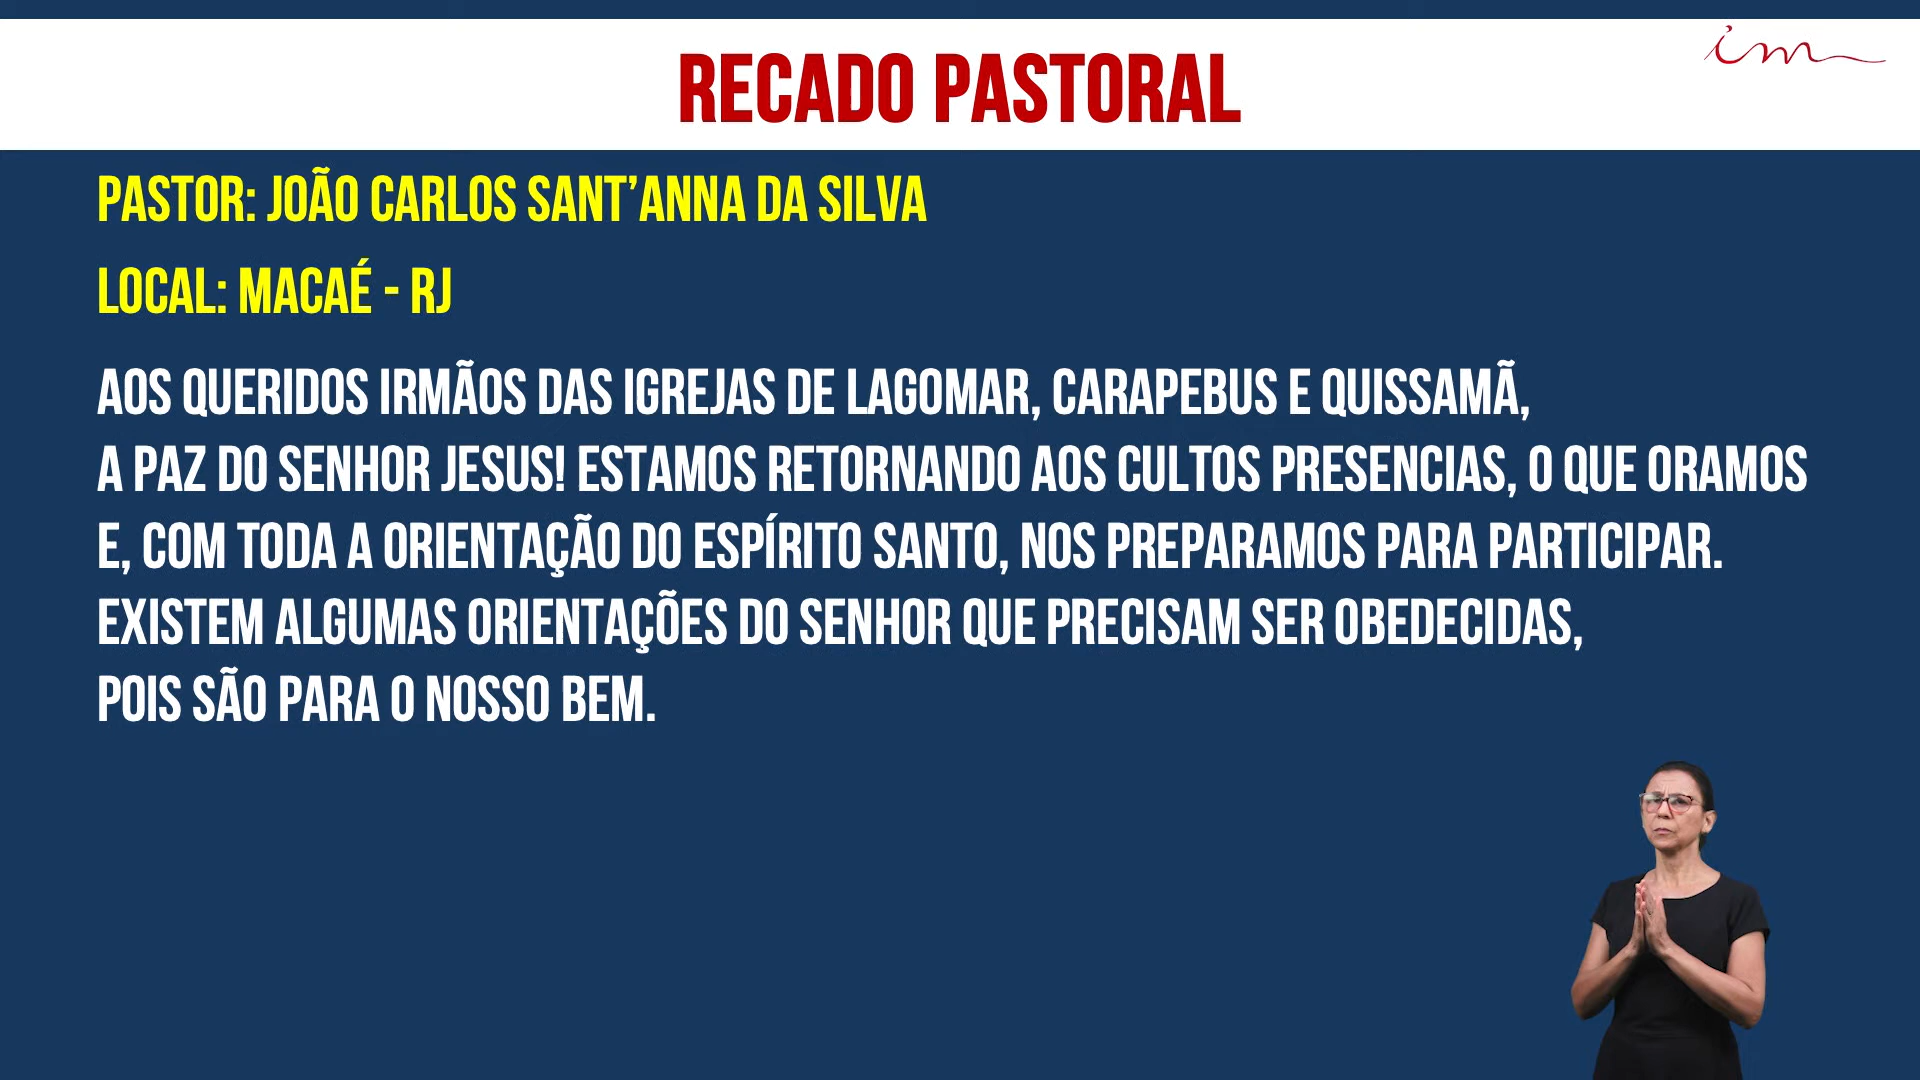 im
RECADO PASTORAL
PASTOR: JOÃO CARLOS SANT’ANNA DA SILVA
LOCAL: MACAÉ - RJ
AOS QUERIDOS IRMÃOS DAS IGREJAS DE LAGOMAR, CARAPEBUS E QUISSAMÃ,
A PAZ DO SENHOR JESUS! ESTAMOS RETORNANDO AOS CULTOS PRESENCIAS, O QUE ORAMOS
E, COM TODA A ORIENTAÇÃO DO ESPÍRITO SANTO, NOS PREPARAMOS PARA PARTICIPAR.
EXISTEM ALGUMAS ORIENTAÇÕES DO SENHOR QUE PRECISAM SER OBEDECIDAS,
POIS SÃO PARA O NOSSO BEM.